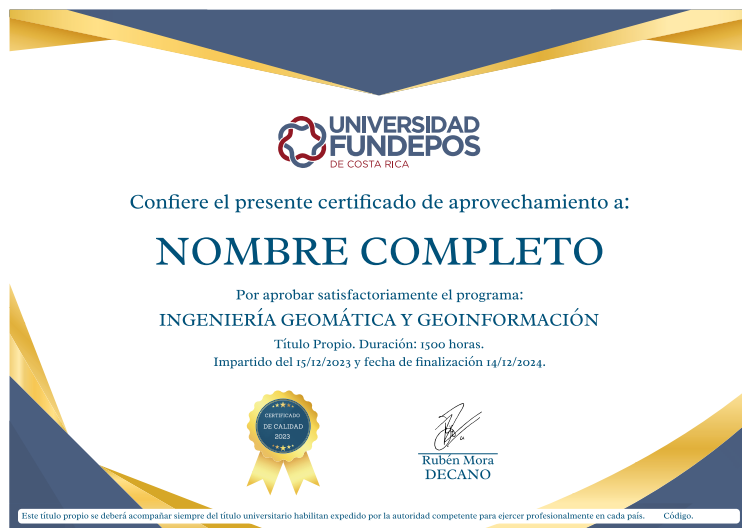 UNIVERSIDAD
FUNDEPOS
DE COSTA RICA
Confiere el presente certificado de aprovechamiento a:
NOMBRE COMPLETO
Por aprobar satisfactoriamente el programa:
INGENIERÍA GEOMÁTICA Y GEOINFORMACIÓN
Título Propio. Duración: 1500 horas.
Impartido del 15/12/2023 y fecha de finalización 14/12/2024.
CERTIFICADO
DE CALIDAD
2023
Rubén Mora
DECANO
Este título propio se deberá acompañar siempre del título universitario habilitan expedido por la autoridad competente para ejercer profesionalmente en cada país. Código.